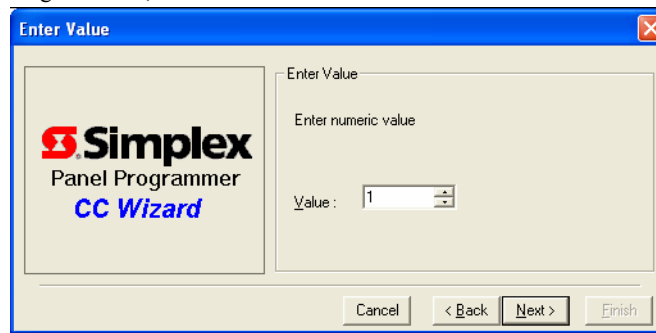 Enter Value
Enter Value
Enter numeric value
Simplex
Panel Programmer
CC Wizard
Value :
1
Cancel
< Back
Next >
Finish